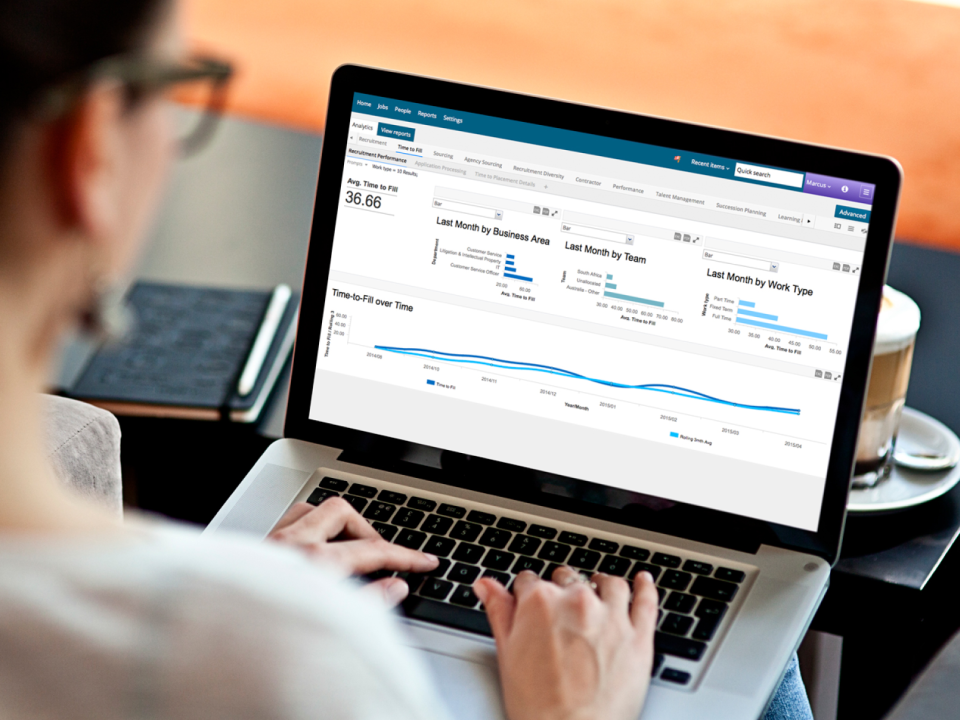 Home Jobs People Reports Settings
Recent items
Quick search
Marcus
Analytics View reports
Advanced
Recruitment Time to Fill Sourcing Agency Sourcing Recruitment Diversity Contractor Performance Talent Management Succession Planning Learning
Recruitment Performance Application Processing Time to Placement Details +
Prompts Work type = 10 Results,
Avg. Time to Fill
36.66
Bar
Last Month by Business Area
Department
Customer Service
Litigation & Intellectual Property
IT
Customer Service Officer
20.00 60.00
Avg. Time to Fill
Bar
Last Month by Team
Team
South Africa
Unallocated
Australia - Other
30.00 40.00 50.00 60.00 70.00 80.00
Avg. Time to Fill
Bar
Last Month by Work Type
Work type
Part Time
Fixed Term
Full Time
30.00 35.00 40.00 45.00 50.00 55.00
Avg. Time to Fill
Time-to-Fill over Time
Time to Fill / Rolling 3
60.00
40.00
20.00
2014/09 2014/10 2014/11 2014/12 2015/01 2015/02 2015/03 2015/04
Year/Month
Time to Fill
Rolling 3mth Avg